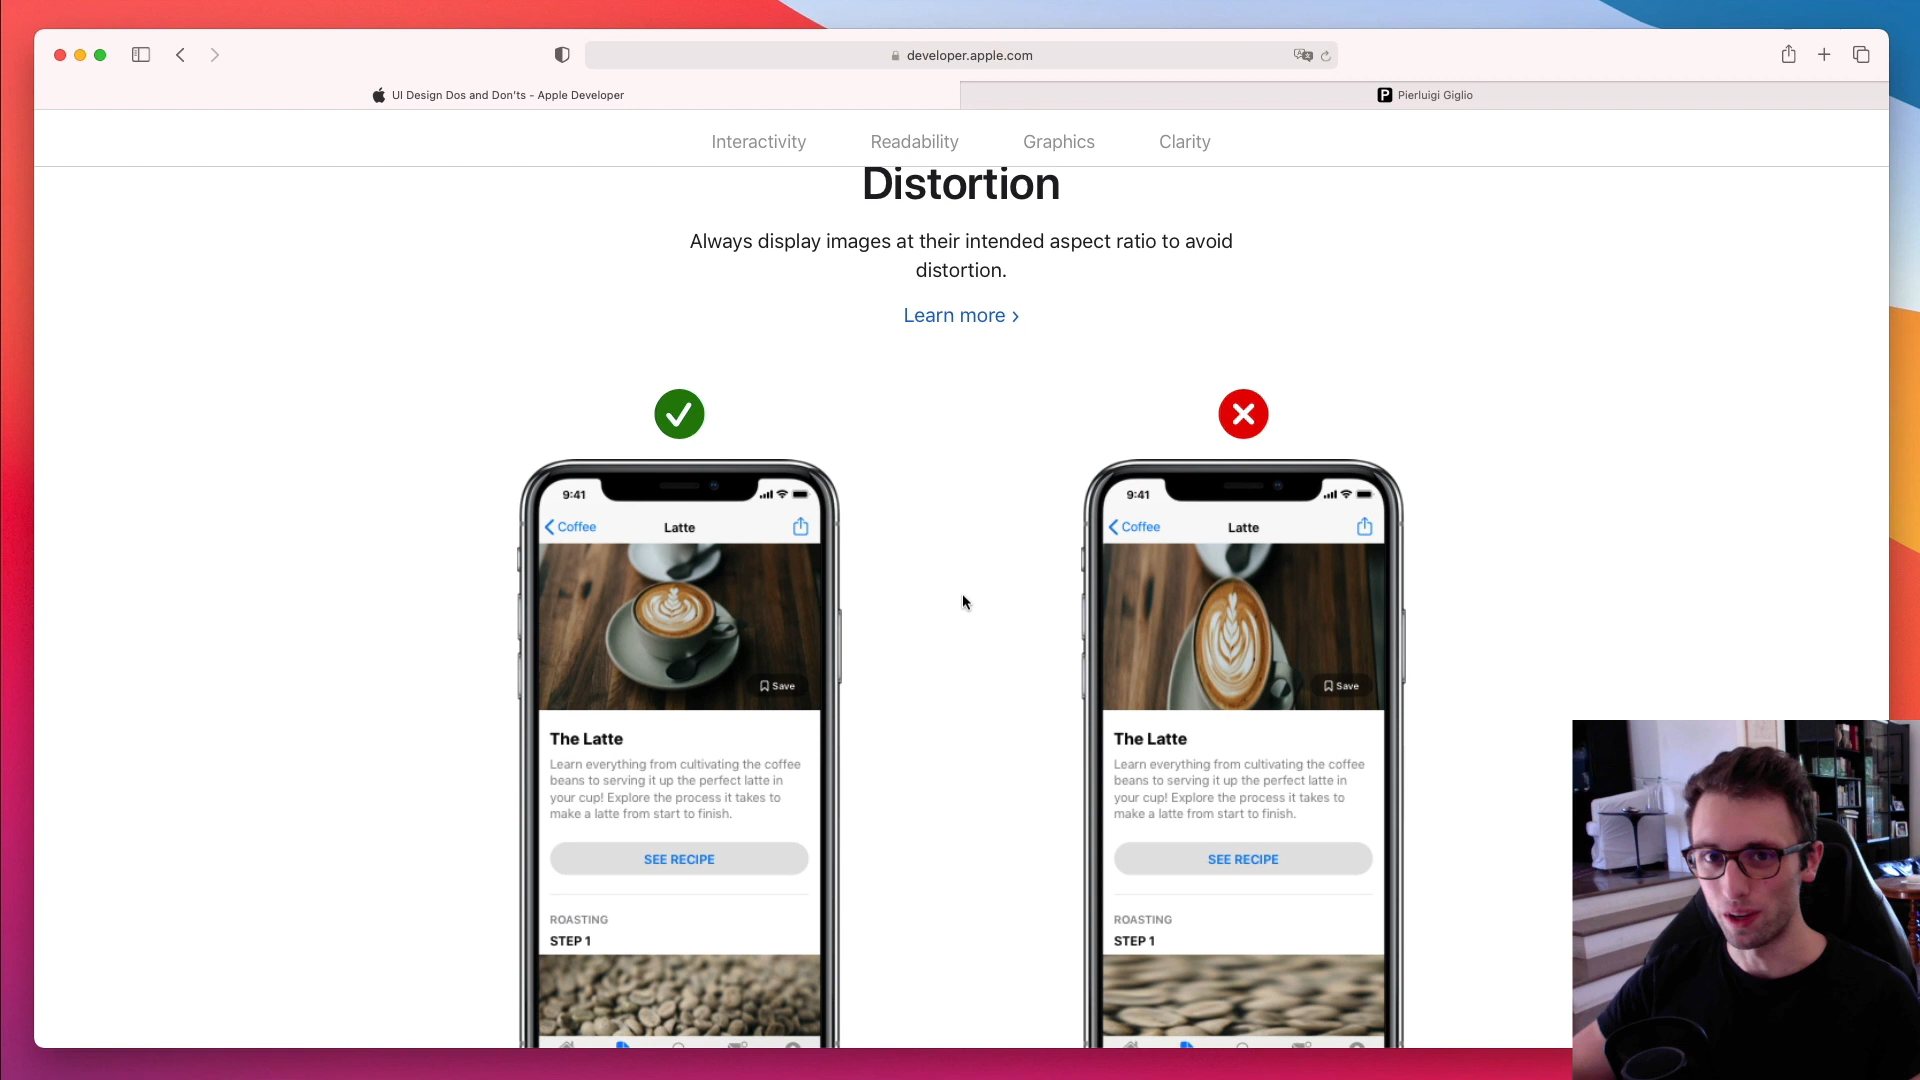 developer.apple.com
UI Design Dos and Don'ts - Apple Developer
P Pierluigi Giglio
Interactivity
Readability
Graphics
Clarity
Distortion
Always display images at their intended aspect ratio to avoid
distortion.
Learn more ›
9:41
Coffee
Latte
Save
The Latte
Learn everything from cultivating the coffee
beans to serving it up the perfect latte in
your cup! Explore the process it takes to
make a latte from start to finish.
SEE RECIPE
ROASTING
STEP 1
9:41
Coffee
Latte
Save
The Latte
Learn everything from cultivating the coffee
beans to serving it up the perfect latte in
your cup! Explore the process it takes to
make a latte from start to finish.
SEE RECIPE
ROASTING
STEP 1